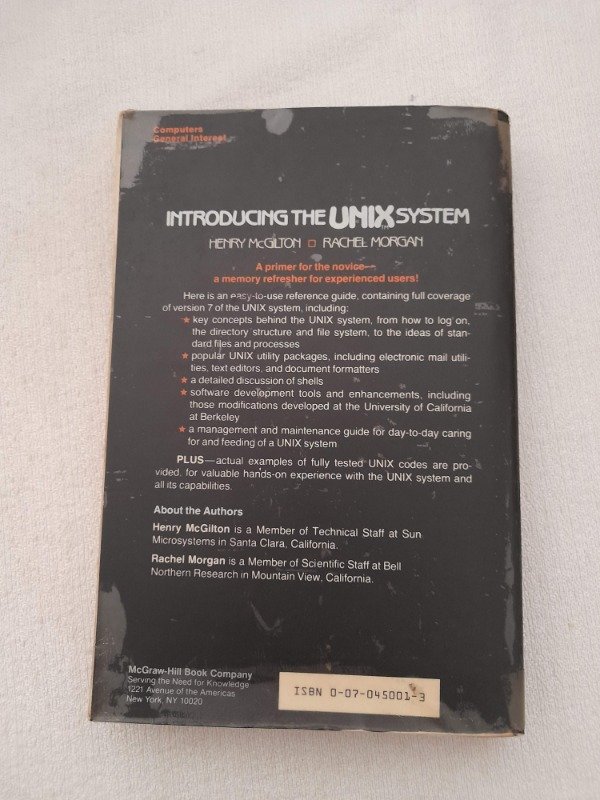 Computers
General Interest
INTRODUCING THE UNIX SYSTEM
HENRY McGILTON □ RACHEL MORGAN
A primer for the novice—
a memory refresher for experienced users!
Here is an easy-to-use reference guide, containing full coverage
of version 7 of the UNIX system, including:
★ key concepts behind the UNIX system, from how to log on,
the directory structure and file system, to the ideas of stan-
dard files and processes
★ popular UNIX utility packages, including electronic mail utili-
ties, text editors, and document formatters
★ a detailed discussion of shells
★ software development tools and enhancements, including
those modifications developed at the University of California
at Berkeley
★ a management and maintenance guide for day-to-day caring
for and feeding of a UNIX system
PLUS—actual examples of fully tested UNIX codes are pro-
vided, for valuable hands-on experience with the UNIX system and
all its capabilities.
About the Authors
Henry McGilton is a Member of Technical Staff at Sun
Microsystems in Santa Clara, California.
Rachel Morgan is a Member of Scientific Staff at Bell
Northern Research in Mountain View, California.
McGraw-Hill Book Company
Serving the Need for Knowledge
1221 Avenue of the Americas
New York, NY 10020
ISBN 0-07-045001-3